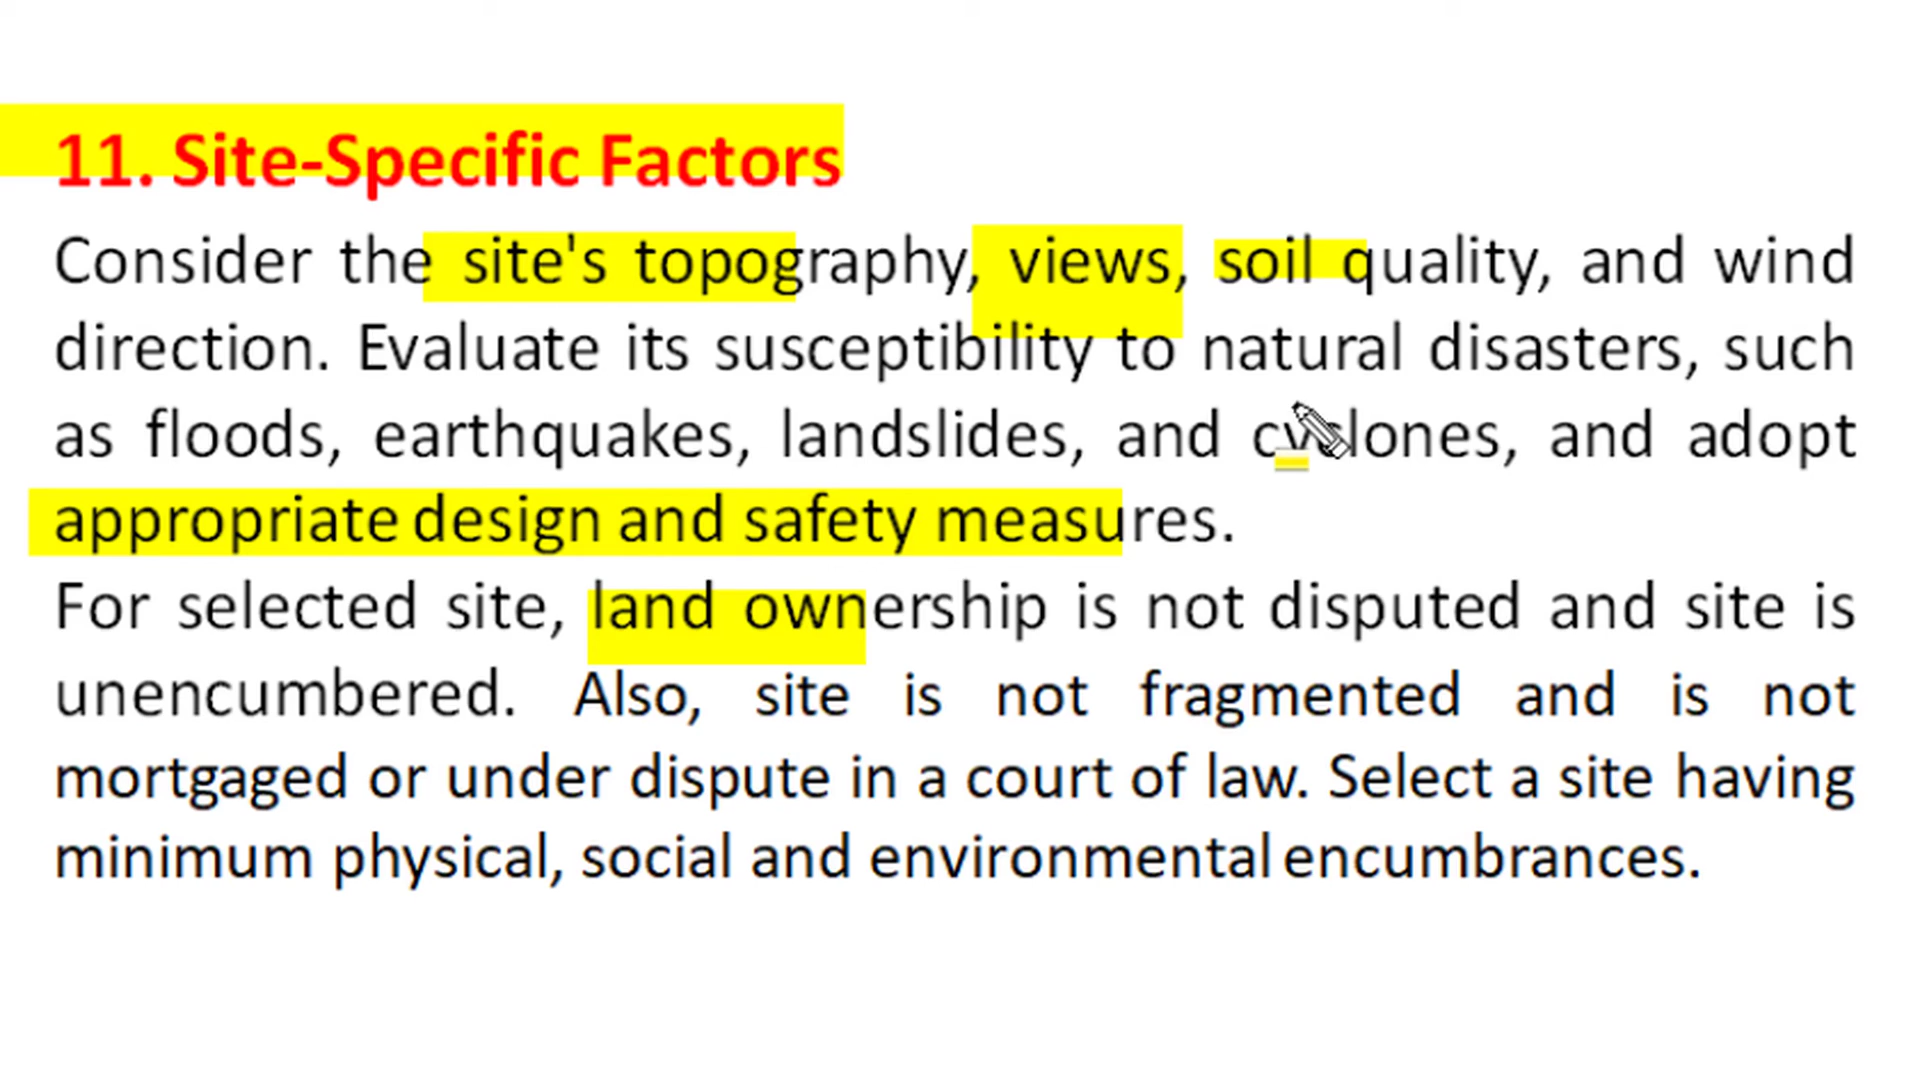 11. Site-Specific Factors
Consider the site's topography, views, soil quality, and wind
direction. Evaluate its susceptibility to natural disasters, such
as floods, earthquakes, landslides, and cyclones, and adopt
appropriate design and safety measures.
For selected site, land ownership is not disputed and site is
unencumbered. Also, site is not fragmented and is not
mortgaged or under dispute in a court of law. Select a site having
minimum physical, social and environmental encumbrances.